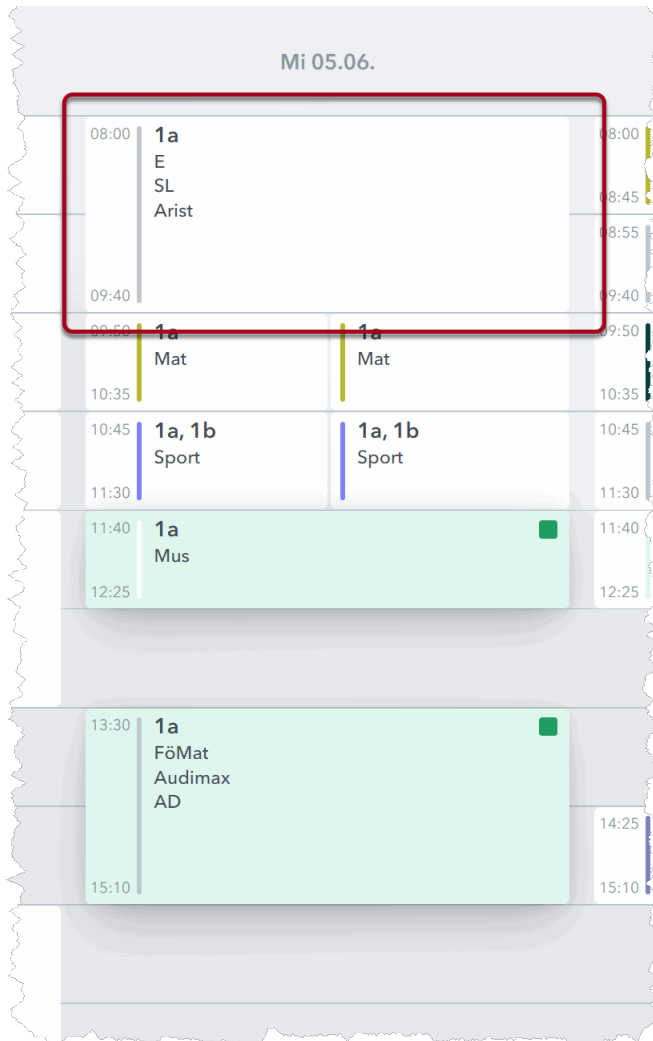 Mi 05.06.
08:00
1a
E
SL
Arist
09:40
08:00
08:45
08:55
09:40
09:50
1a
Mat
10:35
1a
Mat
09:50
10:35
10:45
1a, 1b
Sport
11:30
1a, 1b
Sport
10:45
11:30
11:40
1a
Mus
12:25
11:40
12:25
13:30
1a
FöMat
Audimax
AD
15:10
14:25
15:10